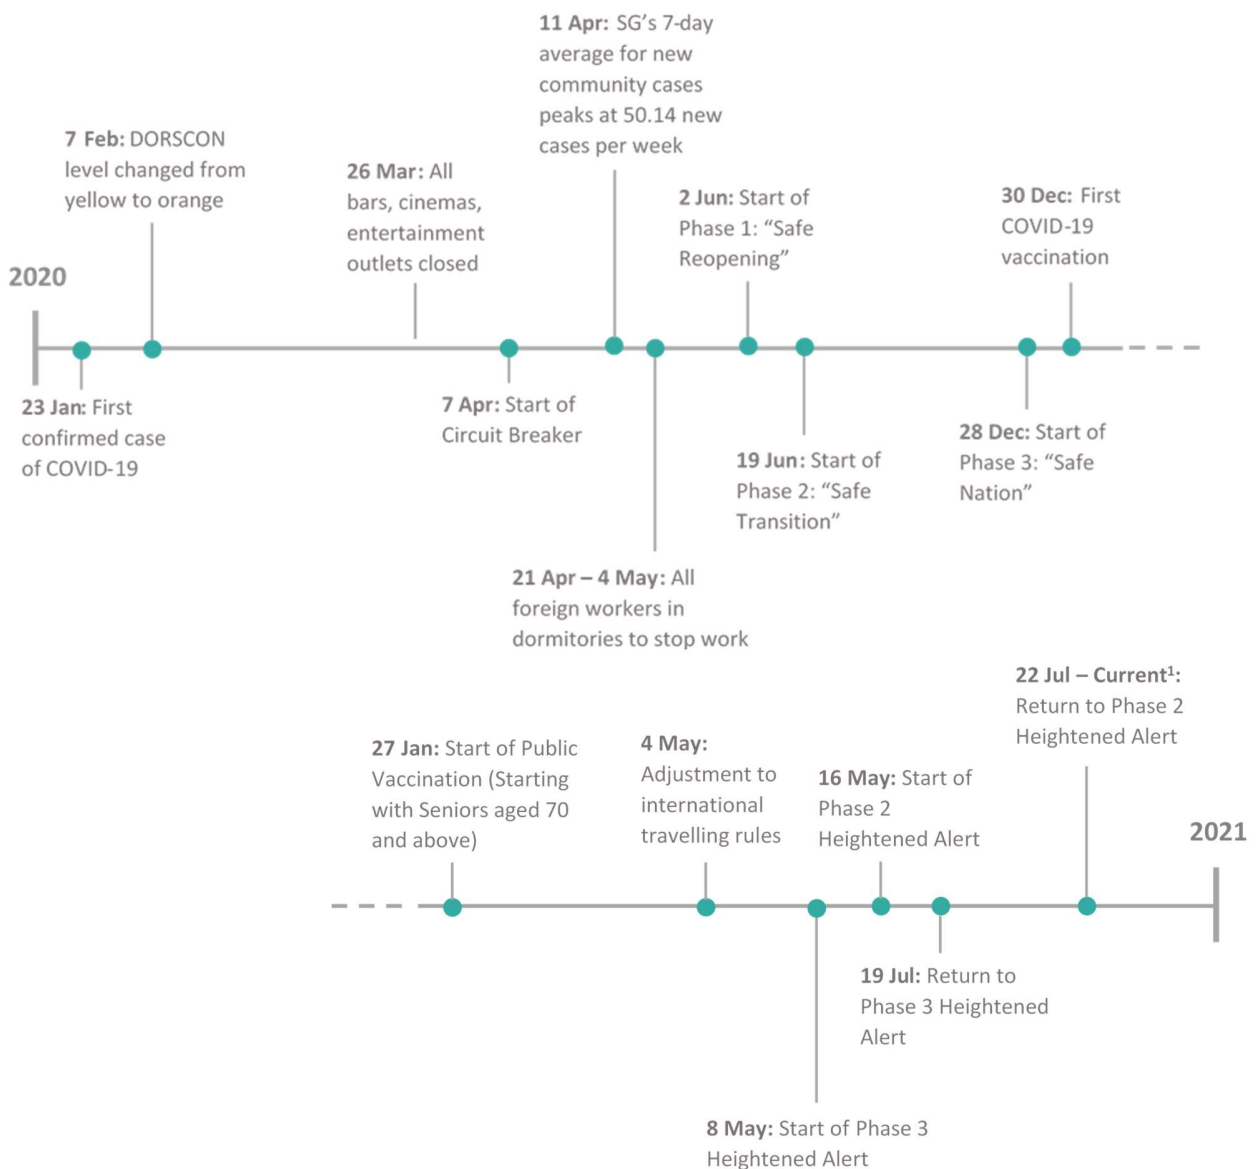 2020
23 Jan: First
confirmed case
of COVID-19
7 Feb: DORSCON
level changed from
yellow to orange
26 Mar: All
bars, cinemas,
entertainment
outlets closed
7 Apr: Start of
Circuit Breaker
11 Apr: SG’s 7-day
average for new
community cases
peaks at 50.14 new
cases per week
21 Apr – 4 May: All
foreign workers in
dormitories to stop work
2 Jun: Start of
Phase 1: “Safe
Reopening”
19 Jun: Start of
Phase 2: “Safe
Transition”
28 Dec: Start of
Phase 3: “Safe
Nation”
30 Dec: First
COVID-19
vaccination
27 Jan: Start of Public
Vaccination (Starting
with Seniors aged 70
and above)
4 May:
Adjustment to
international
travelling rules
8 May: Start of Phase 3
Heightened Alert
16 May: Start of
Phase 2
Heightened Alert
19 Jul: Return to
Phase 3 Heightened
Alert
22 Jul – Current¹:
Return to Phase 2
Heightened Alert
2021